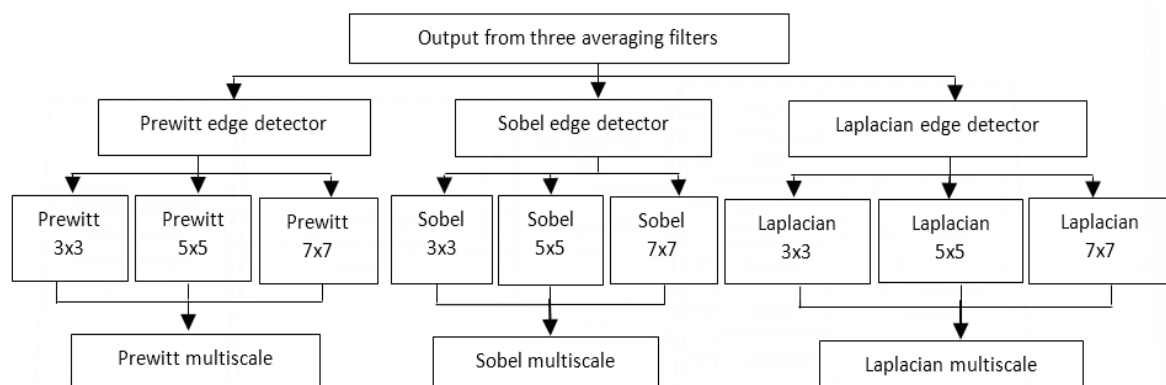 Output from three averaging filters
Prewitt edge detector
Sobel edge detector
Laplacian edge detector
Prewitt
3x3
Prewitt
5x5
Prewitt
7x7
Sobel
3x3
Sobel
5x5
Sobel
7x7
Laplacian
3x3
Laplacian
5x5
Laplacian
7x7
Prewitt multiscale
Sobel multiscale
Laplacian multiscale